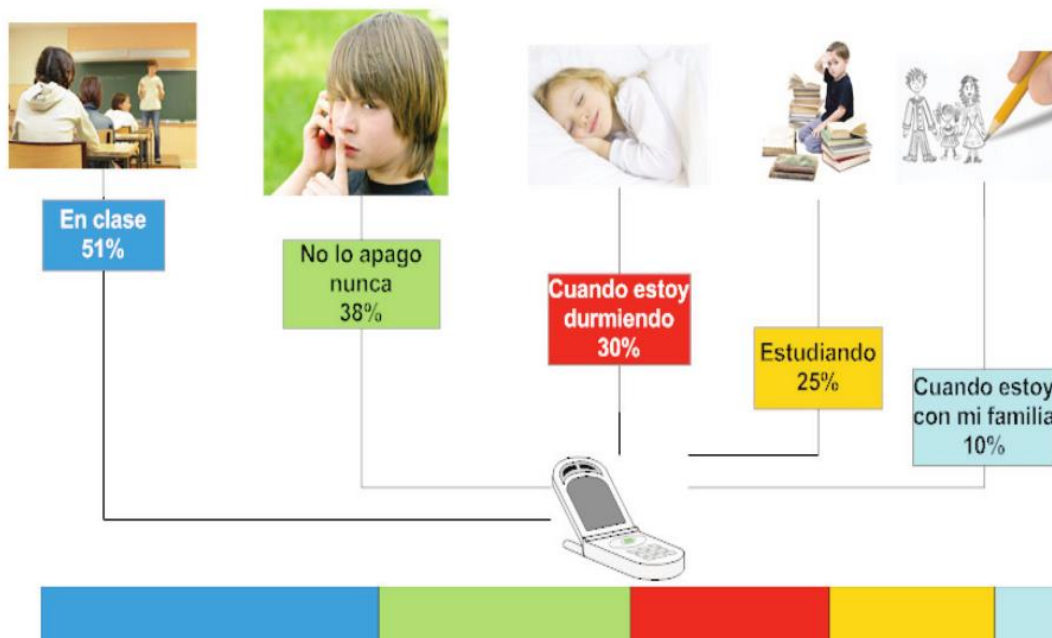 En clase
51%
No lo apago
nunca
38%
Cuando estoy
durmiendo
30%
Estudiando
25%
Cuando estoy
con mi familia
10%